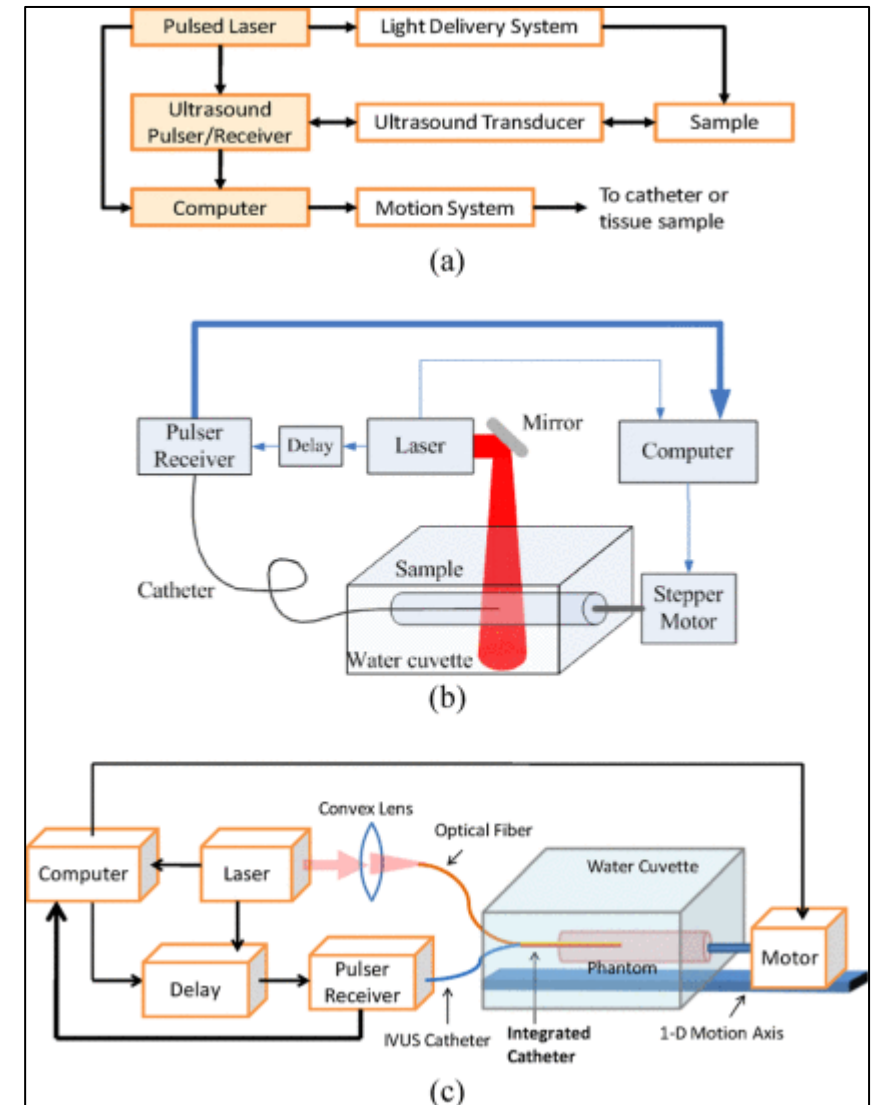 Pulsed Laser
Light Delivery System
Ultrasound
Pulser/Receiver
Ultrasound Transducer
Sample
Computer
Motion System
To catheter or
tissue sample
(a)
Pulser
Receiver
Delay
Laser
Mirror
Computer
Catheter
Sample
Water cuvette
Stepper
Motor
(b)
Convex Lens
Optical Fiber
Computer
Laser
Water Cuvette
Delay
Pulser
Receiver
Phantom
Motor
IVUS Catheter
Integrated
Catheter
1-D Motion Axis
(c)